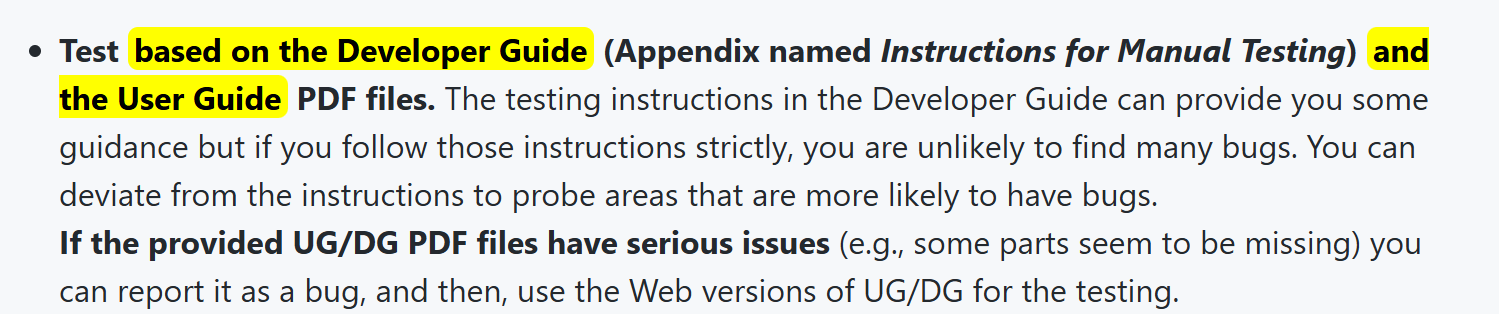 • Test based on the Developer Guide (Appendix named Instructions for Manual Testing) and
the User Guide PDF files. The testing instructions in the Developer Guide can provide you some
guidance but if you follow those instructions strictly, you are unlikely to find many bugs. You can
deviate from the instructions to probe areas that are more likely to have bugs.
If the provided UG/DG PDF files have serious issues (e.g., some parts seem to be missing) you
can report it as a bug, and then, use the Web versions of UG/DG for the testing.